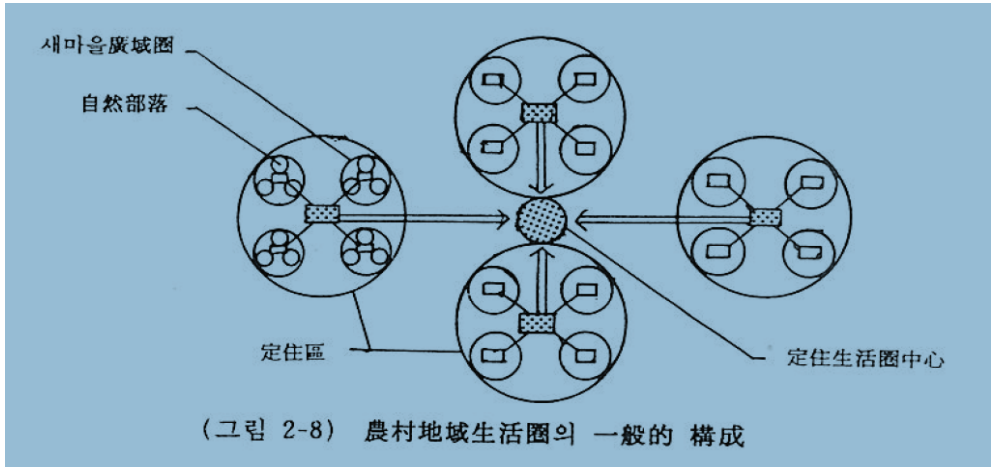 새마을廣域圈
自然部落
定住區
定住生活圈中心
(그림 2-8) 農村地域生活圈의 一般的 構成